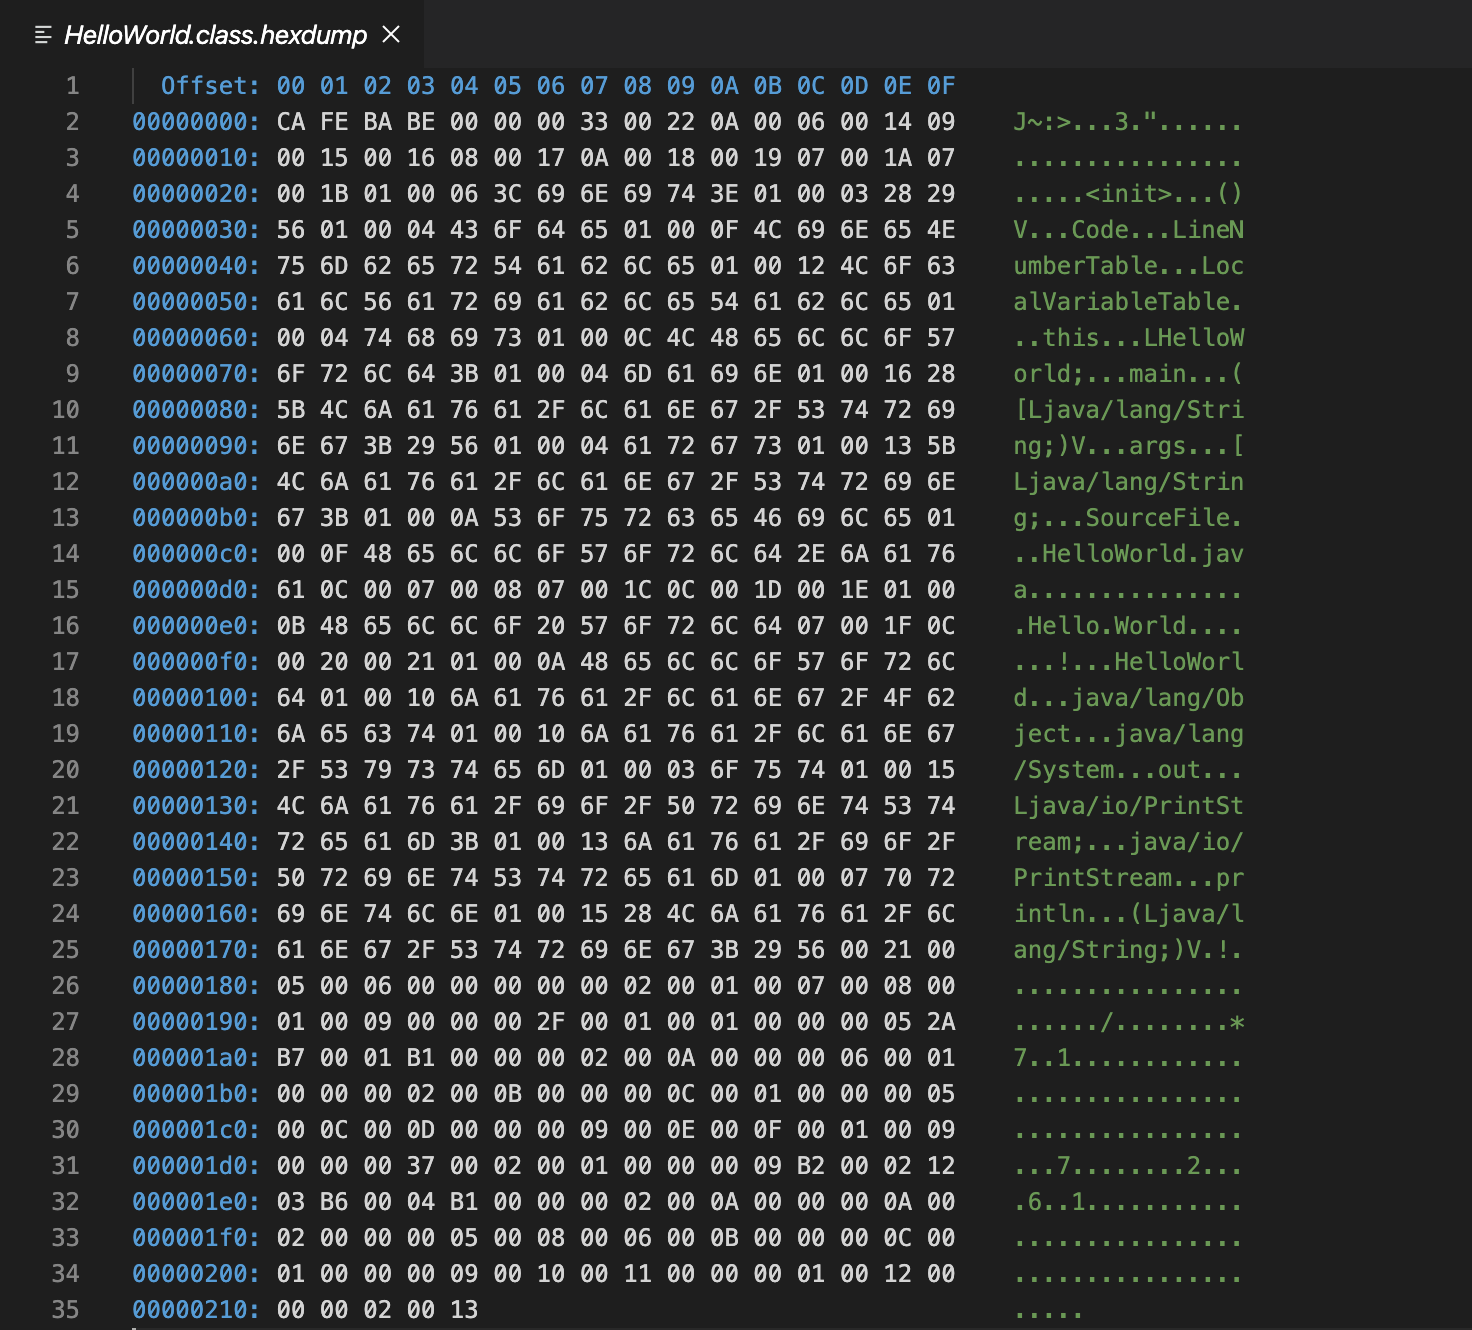 HelloWorld.class.hexdump
1 Offset: 00 01 02 03 04 05 06 07 08 09 0A 0B 0C 0D 0E 0F
2 00000000: CA FE BA BE 00 00 00 33 00 22 0A 00 06 00 14 09 J~:>...3."......
3 00000010: 00 15 00 16 08 00 17 0A 00 18 00 19 07 00 1A 07 ................
4 00000020: 00 1B 01 00 06 3C 69 6E 69 74 3E 01 00 03 28 29 .....<init>...()
5 00000030: 56 01 00 04 43 6F 64 65 01 00 0F 4C 69 6E 65 4E V...Code...LineN
6 00000040: 75 6D 62 65 72 54 61 62 6C 65 01 00 12 4C 6F 63 umberTable...Loc
7 00000050: 61 6C 56 61 72 69 61 62 6C 65 54 61 62 6C 65 01 alVariableTable.
8 00000060: 00 04 74 68 69 73 01 00 0C 4C 48 65 6C 6C 6F 57 ..this...LHelloW
9 00000070: 6F 72 6C 64 3B 01 00 04 6D 61 69 6E 01 00 16 28 orld;...main...(
10 00000080: 5B 4C 6A 61 76 61 2F 6C 61 6E 67 2F 53 74 72 69 [Ljava/lang/Stri
11 00000090: 6E 67 3B 29 56 01 00 04 61 72 67 73 01 00 13 5B ng;)V...args...[
12 000000a0: 4C 6A 61 76 61 2F 6C 61 6E 67 2F 53 74 72 69 6E Ljava/lang/Strin
13 000000b0: 67 3B 01 00 0A 53 6F 75 72 63 65 46 69 6C 65 01 g;...SourceFile.
14 000000c0: 00 0F 48 65 6C 6C 6F 57 6F 72 6C 64 2E 6A 61 76 ..HelloWorld.jav
15 000000d0: 61 0C 00 07 00 08 07 00 1C 0C 00 1D 00 1E 01 00 a...............
16 000000e0: 0B 48 65 6C 6C 6F 20 57 6F 72 6C 64 07 00 1F 0C .Hello.World....
17 000000f0: 00 20 00 21 01 00 0A 48 65 6C 6C 6F 57 6F 72 6C ...!...HelloWorl
18 00000100: 64 01 00 10 6A 61 76 61 2F 6C 61 6E 67 2F 4F 62 d...java/lang/Ob
19 00000110: 6A 65 63 74 01 00 10 6A 61 76 61 2F 6C 61 6E 67 ject...java/lang
20 00000120: 2F 53 79 73 74 65 6D 01 00 03 6F 75 74 01 00 15 /System...out...
21 00000130: 4C 6A 61 76 61 2F 69 6F 2F 50 72 69 6E 74 53 74 Ljava/io/PrintSt
22 00000140: 72 65 61 6D 3B 01 00 13 6A 61 76 61 2F 69 6F 2F ream;...java/io/
23 00000150: 50 72 69 6E 74 53 74 72 65 61 6D 01 00 07 70 72 PrintStream...pr
24 00000160: 69 6E 74 6C 6E 01 00 15 28 4C 6A 61 76 61 2F 6C intln...(Ljava/l
25 00000170: 61 6E 67 2F 53 74 72 69 6E 67 3B 29 56 00 21 00 ang/String;)V.!.
26 00000180: 05 00 06 00 00 00 00 00 02 00 01 00 07 00 08 00 ................
27 00000190: 01 00 09 00 00 00 2F 00 01 00 01 00 00 00 05 2A ....../........*
28 000001a0: B7 00 01 B1 00 00 00 02 00 0A 00 00 00 06 00 01 7..1............
29 000001b0: 00 00 00 02 00 0B 00 00 00 0C 00 01 00 00 00 05 ................
30 000001c0: 00 0C 00 0D 00 00 00 09 00 0E 00 0F 00 01 00 09 ................
31 000001d0: 00 00 00 37 00 02 00 01 00 00 00 09 B2 00 02 12 ...7........2...
32 000001e0: 03 B6 00 04 B1 00 00 00 02 00 0A 00 00 00 0A 00 .6..1...........
33 000001f0: 02 00 00 00 05 00 08 00 06 00 0B 00 00 00 0C 00 ................
34 00000200: 01 00 00 00 09 00 10 00 11 00 00 00 01 00 12 00 ................
35 00000210: 00 00 02 00 13 .....